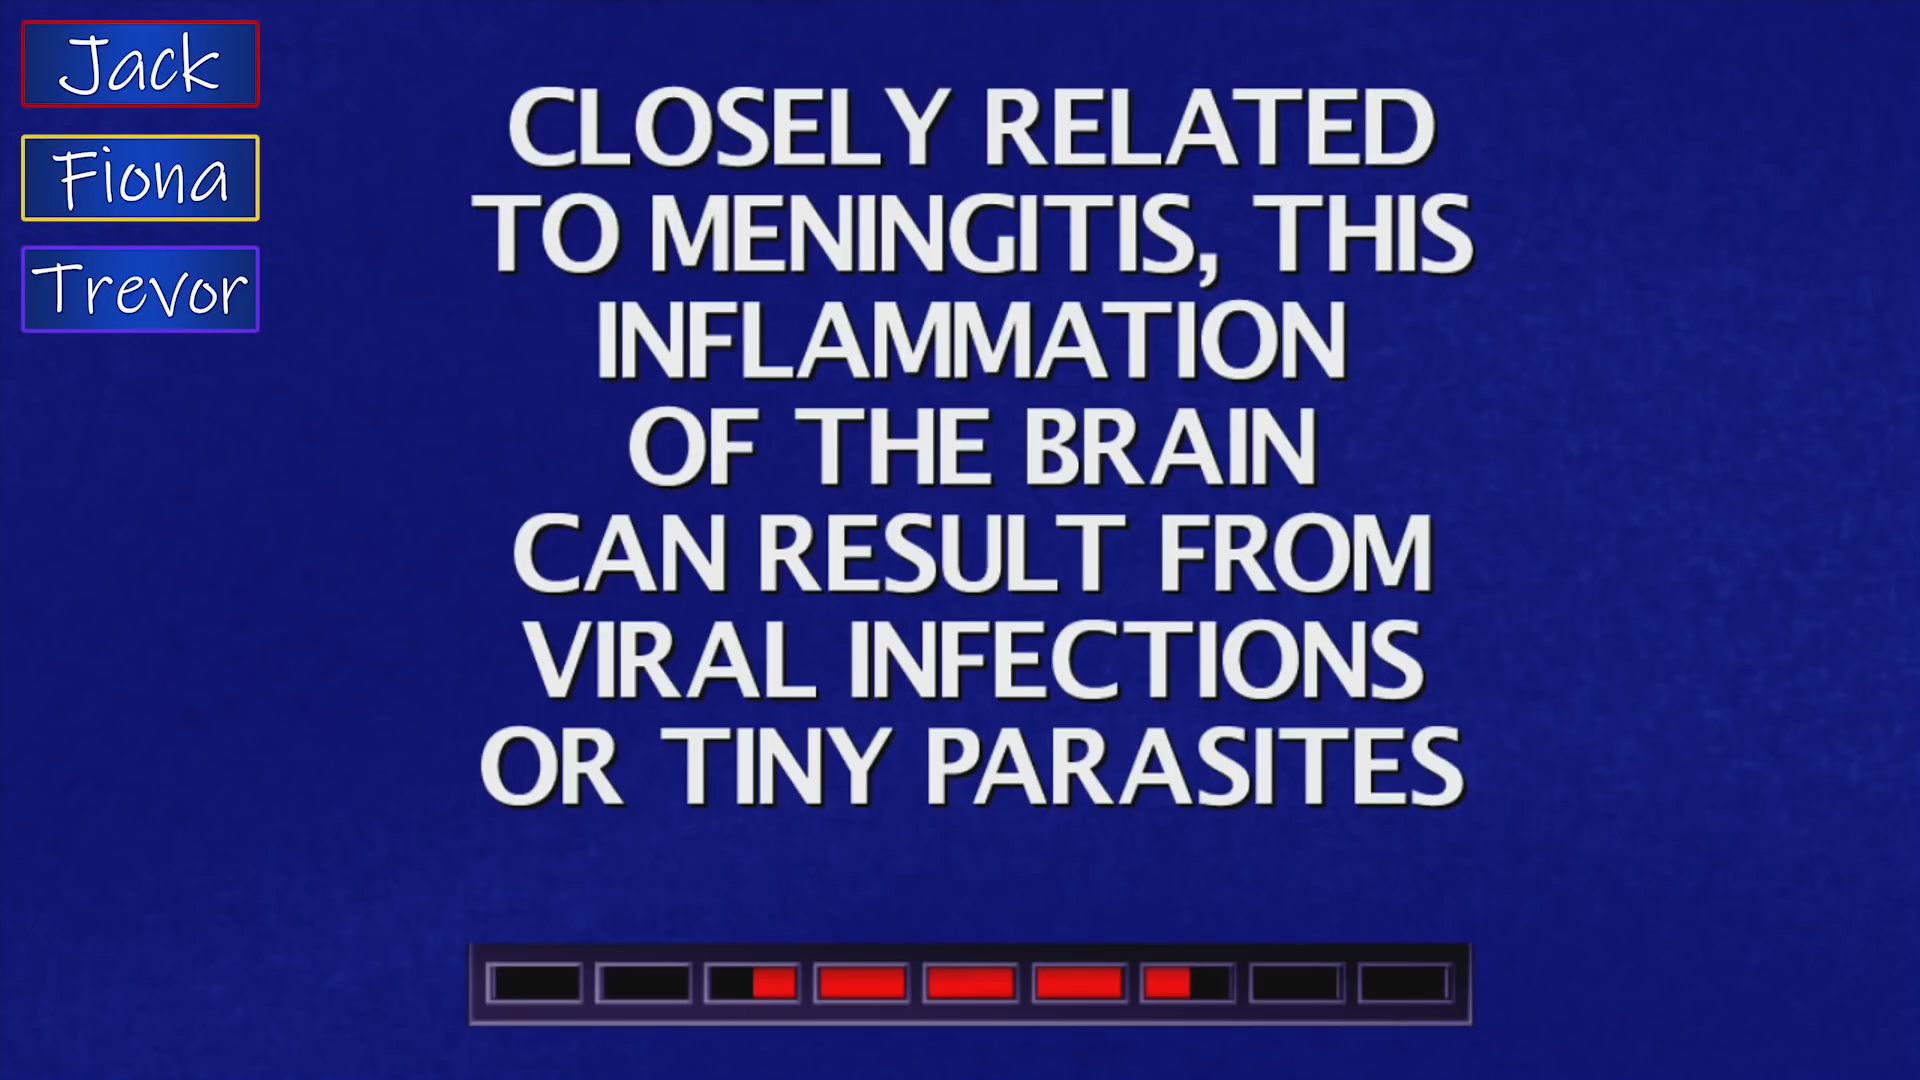 Jack
Fiona
Trevor
CLOSELY RELATED
TO MENINGITIS, THIS
INFLAMMATION
OF THE BRAIN
CAN RESULT FROM
VIRAL INFECTIONS
OR TINY PARASITES